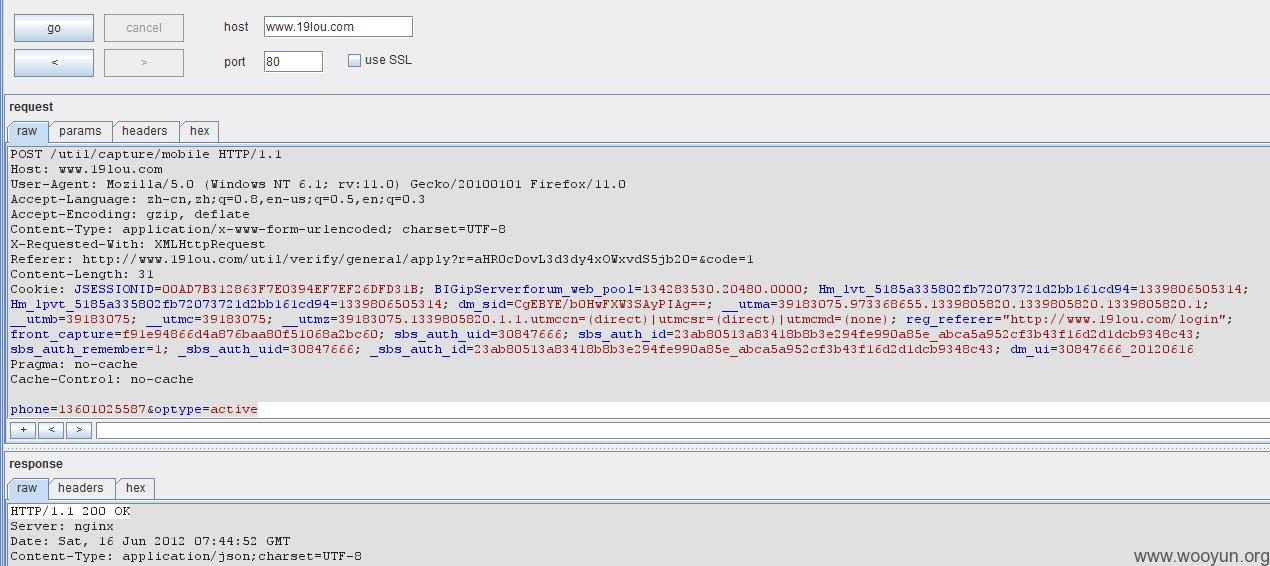 go cancel host www.19lou.com
< > port 80 use SSL
request
raw params headers hex
POST /util/capture/mobile HTTP/1.1
Host: www.19lou.com
User-Agent: Mozilla/5.0 (Windows NT 6.1; rv:11.0) Gecko/20100101 Firefox/11.0
Accept-Language: zh-cn,zh;q=0.8,en-us;q=0.5,en;q=0.3
Accept-Encoding: gzip, deflate
Content-Type: application/x-www-form-urlencoded; charset=UTF-8
X-Requested-With: XMLHttpRequest
Referer: http://www.19lou.com/util/verify/general/apply?r=aHR0cDovL3d3dy4xOWxvdS5jb20=&code=1
Content-Length: 31
Cookie: JSESSIONID=00AD7B312863F7E0394EF7EF26DFD31B; BIGipServerforum_web_pool=134283530.20480.0000; Hm_lvt_5185a335802fb72073721d2bb161cd94=1339806505314;
Hm_lpvt_5185a335802fb72073721d2bb161cd94=1339806505314; dm_sid=CgEBYE/bOHwFXW3SAyPIAg==; __utma=39183075.973368655.1339805820.1339805820.1339805820.1;
__utmb=39183075; __utmc=39183075; __utmz=39183075.1339805820.1.1.utmccn=(direct)|utmcsr=(direct)|utmcmd=(none); reg_referer="http://www.19lou.com/login";
front_capture=f91e94866d4a876baa80f51068a2bc60; sbs_auth_uid=30847666; sbs_auth_id=23ab80513a83418b8b3e294fe990a85e_abca5a952cf3b43f16d2d1dcb9348c43;
sbs_auth_remember=1; _sbs_auth_uid=30847666; _sbs_auth_id=23ab80513a83418b8b3e294fe990a85e_abca5a952cf3b43f16d2d1dcb9348c43; dm_ui=30847666_20120616
Pragma: no-cache
Cache-Control: no-cache
phone=13601025587&optype=active
+ < >
response
raw headers hex
HTTP/1.1 200 OK
Server: nginx
Date: Sat, 16 Jun 2012 07:44:52 GMT
Content-Type: application/json;charset=UTF-8
www.wooyun.org